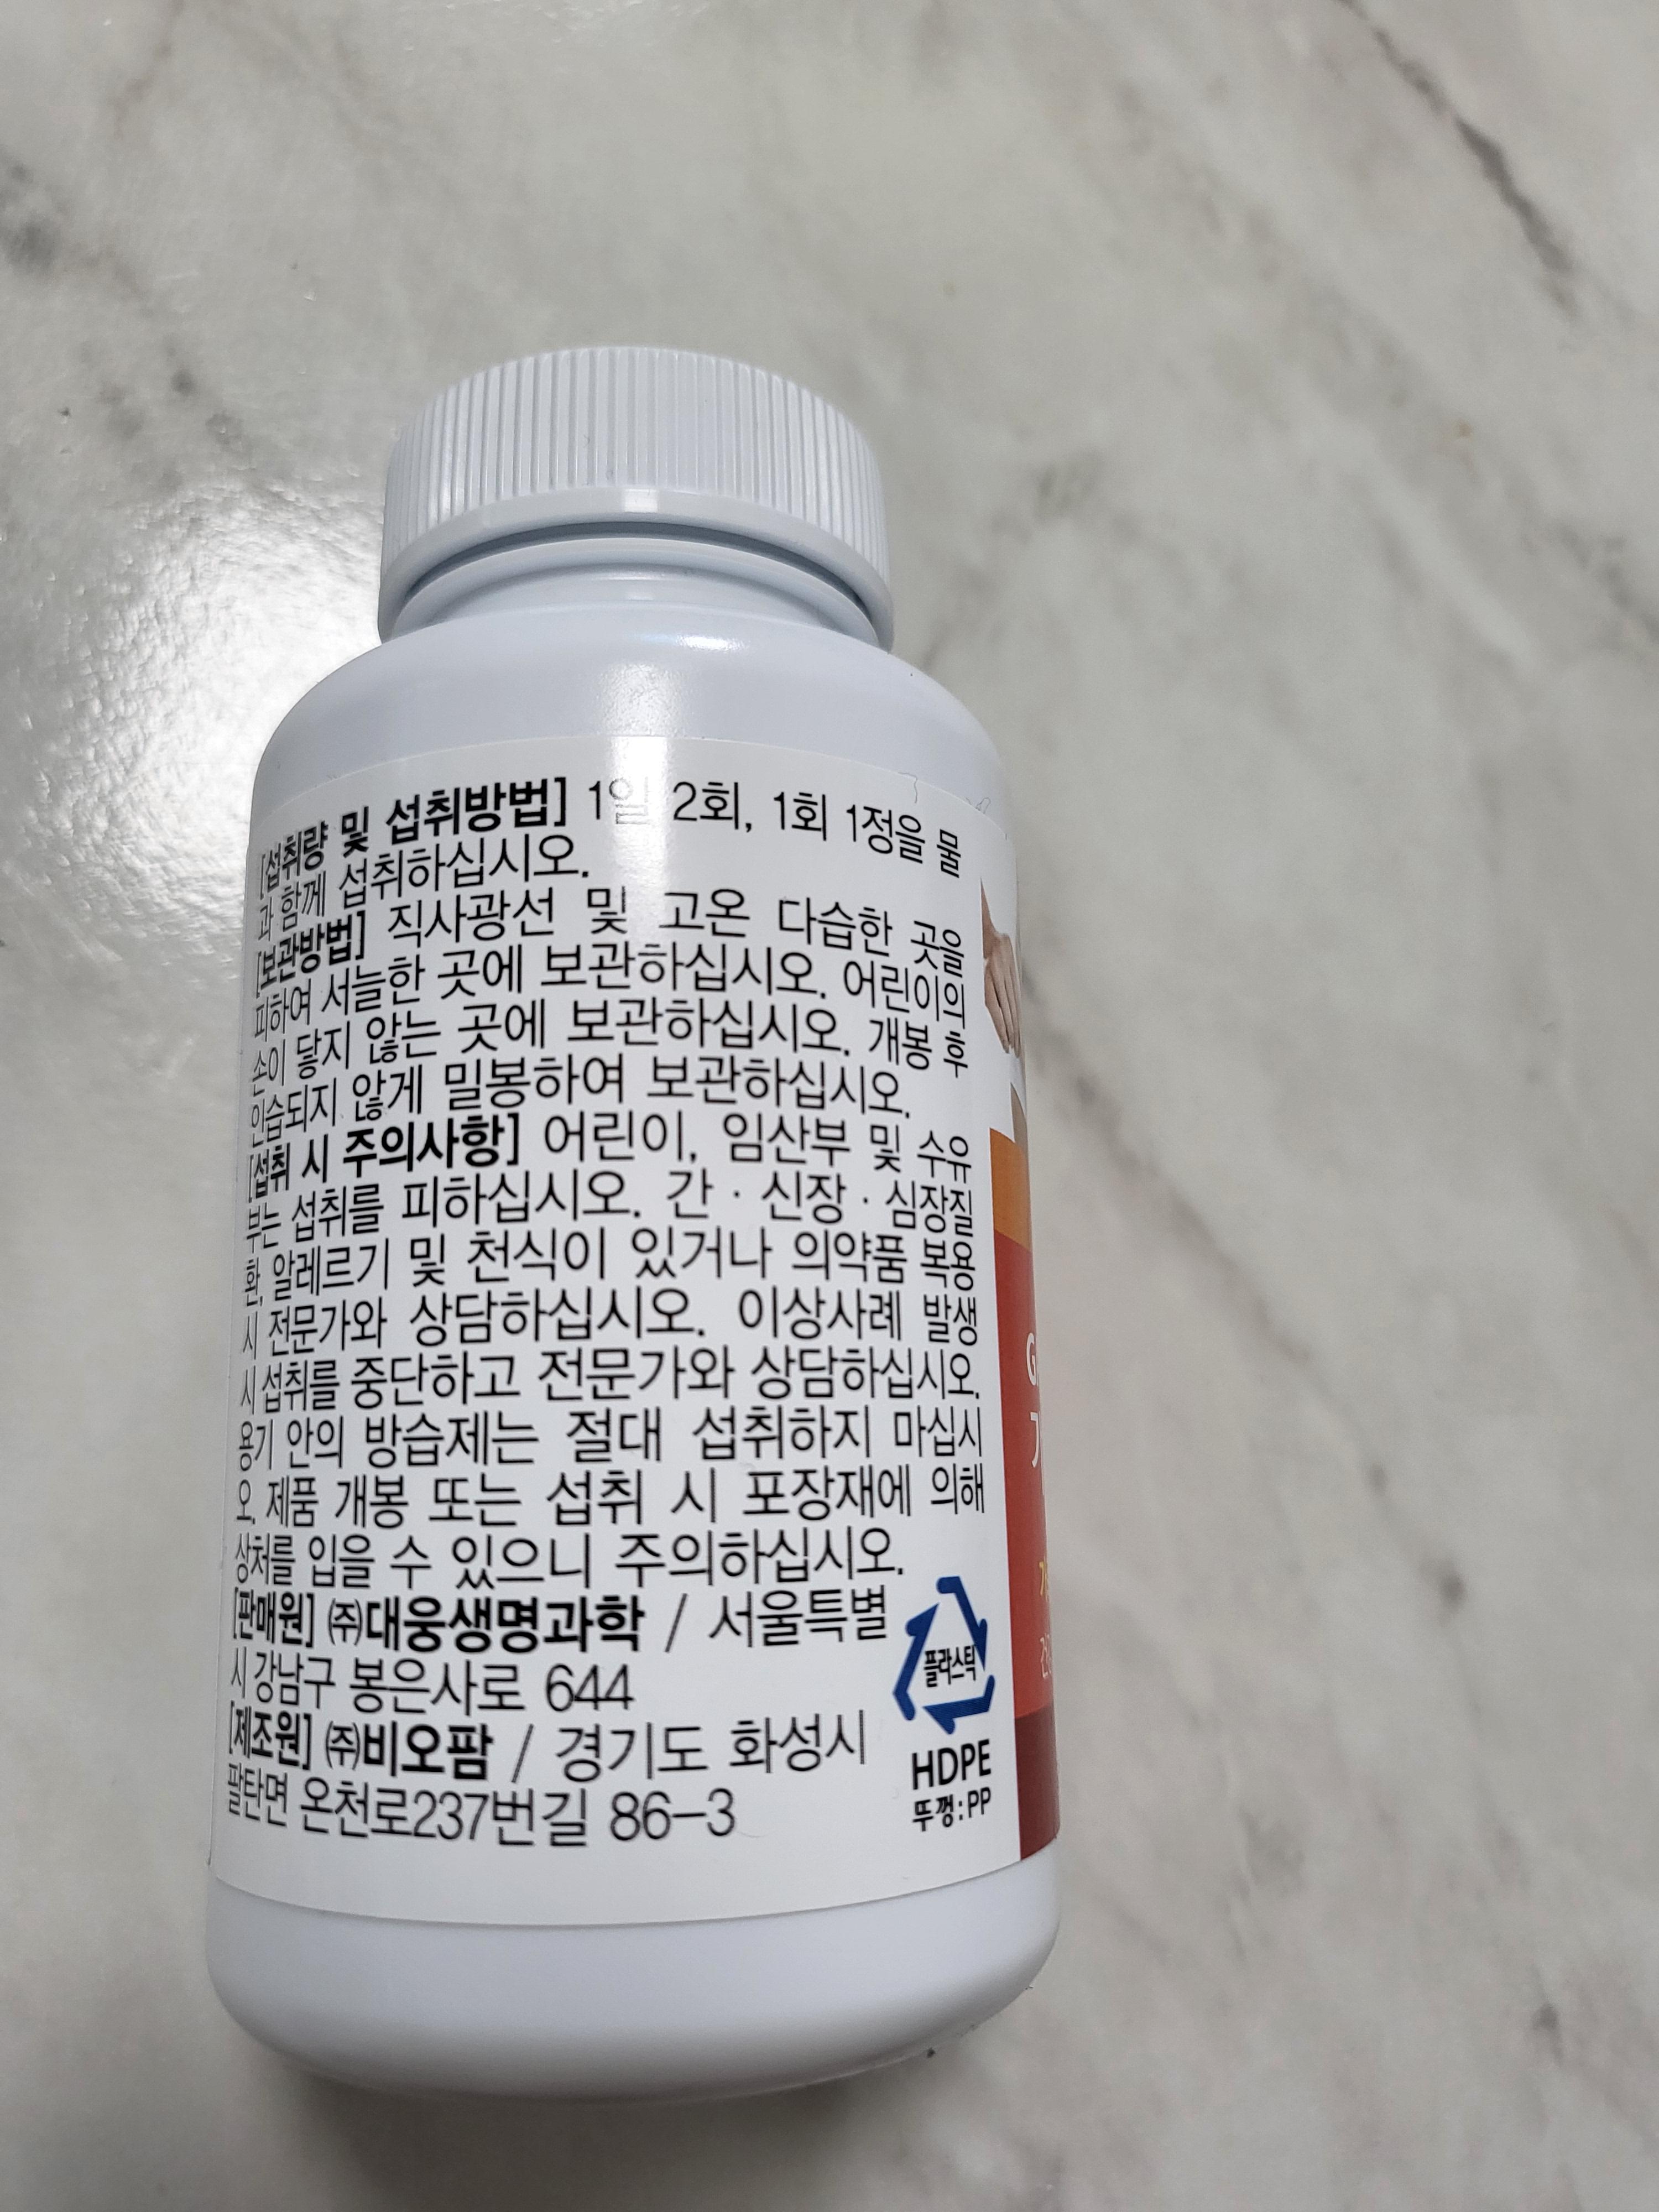 [섭취량 및 섭취방법] 1일 2회, 1회 1정을 물
과 함께 섭취하십시오.
[보관방법] 직사광선 및 고온 다습한 곳을
피하여 서늘한 곳에 보관하십시오. 어린이의
손이 닿지 않는 곳에 보관하십시오. 개봉 후
인습되지 않게 밀봉하여 보관하십시오.
[섭취 시 주의사항] 어린이, 임산부 및 수유
부는 섭취를 피하십시오. 간 · 신장 · 심장질
환, 알레르기 및 천식이 있거나 의약품 복용
시 전문가와 상담하십시오. 이상사례 발생
시 섭취를 중단하고 전문가와 상담하십시오.
용기 안의 방습제는 절대 섭취하지 마십시
오. 제품 개봉 또는 섭취 시 포장재에 의해
상처를 입을 수 있으니 주의하십시오.
[판매원] ㈜대웅생명과학 / 서울특별
시 강남구 봉은사로 644
[제조원] ㈜비오팜 / 경기도 화성시
팔탄면 온천로237번길 86-3
플라스틱
HDPE
뚜껑:PP